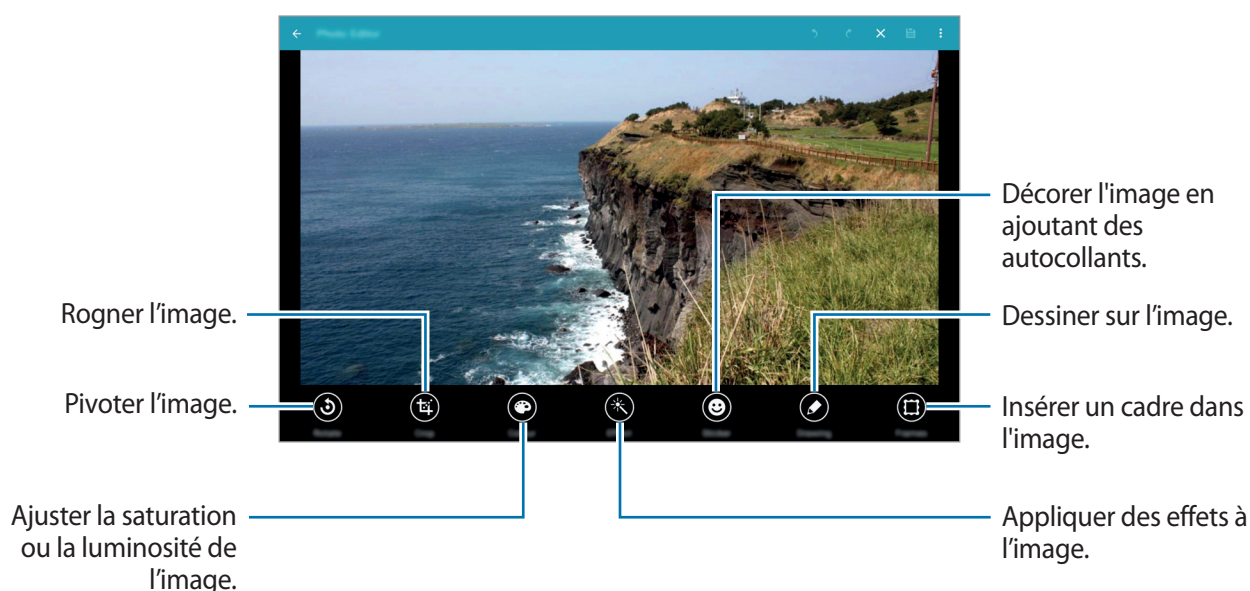 Décorer l'image en
ajoutant des
autocollants.
Rogner l’image.
Dessiner sur l’image.
Pivoter l’image.
Insérer un cadre dans
l'image.
Ajuster la saturation
ou la luminosité de
l’image.
Appliquer des effets à
l’image.